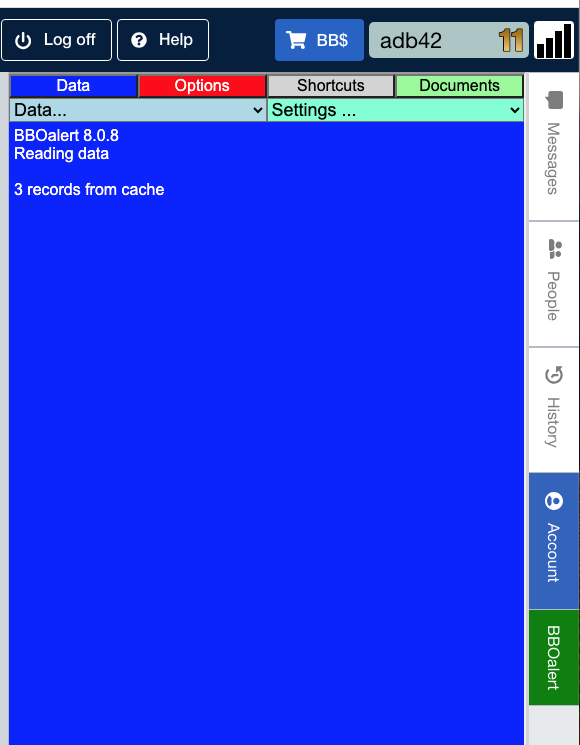 Log off
Help
BB$
adb42
11
Data
Options
Shortcuts
Documents
Data...
Settings ...
BBOalert 8.0.8
Reading data
3 records from cache
Messages
People
History
Account
BBOalert